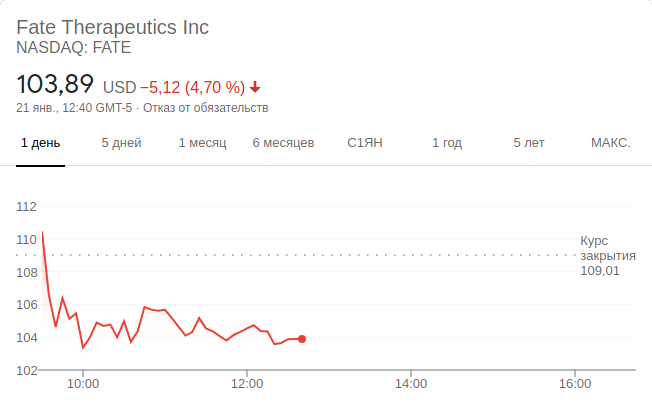 Fate Therapeutics Inc
NASDAQ: FATE
103,89 USD −5,12 (4,70 %)
21 янв., 12:40 GMT-5 · Отказ от обязательств
1 день 5 дней 1 месяц 6 месяцев С1ЯН 1 год 5 лет МАКС.
112
110
108
106
104
102
Курс
закрытия
109,01
10:00 12:00 14:00 16:00